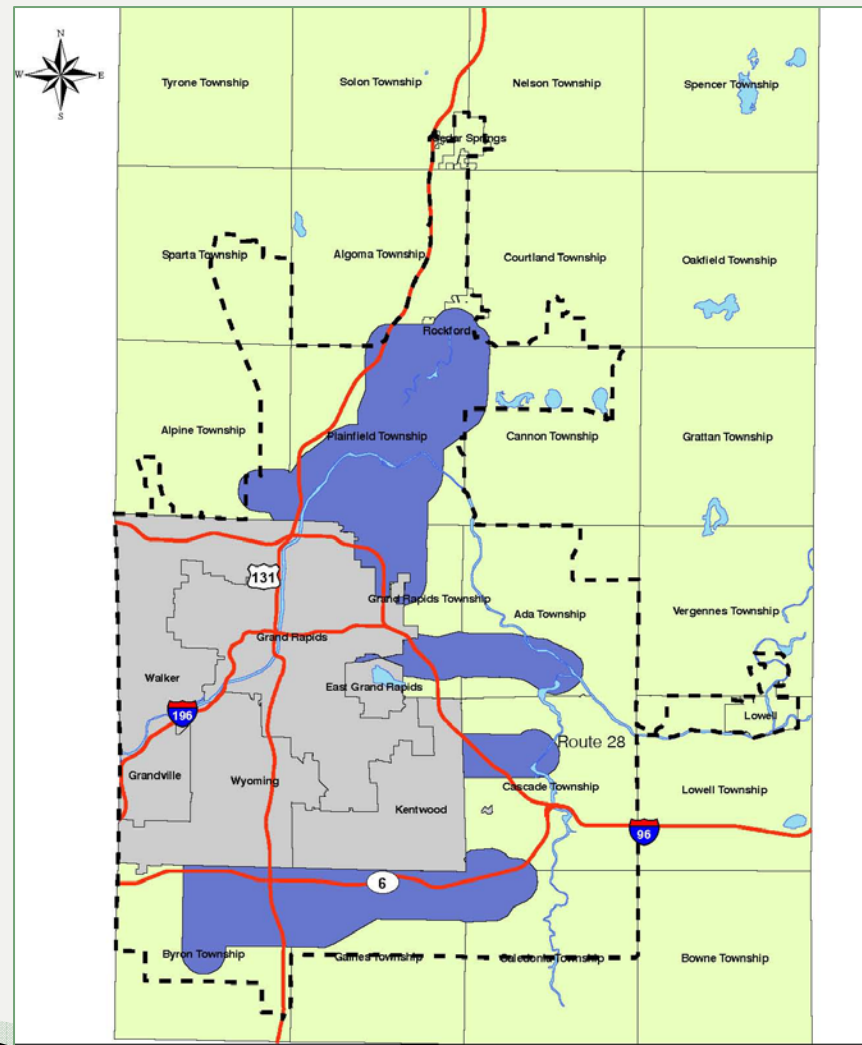 N
W E
S
Tyrone Township
Solon Township
Nelson Township
Spencer Township
Cedar Springs
Sparta Township
Algoma Township
Courtland Township
Oakfield Township
Rockford
Alpine Township
Plainfield Township
Cannon Township
Grattan Township
131
Grand Rapids Township
Ada Township
Vergennes Township
Grand Rapids
Walker
East Grand Rapids
196
Lowell
Route 28
Grandville
Wyoming
Cascade Township
Lowell Township
Kentwood
96
6
Byron Township
Gaines Township
Caledonia Township
Bowne Township